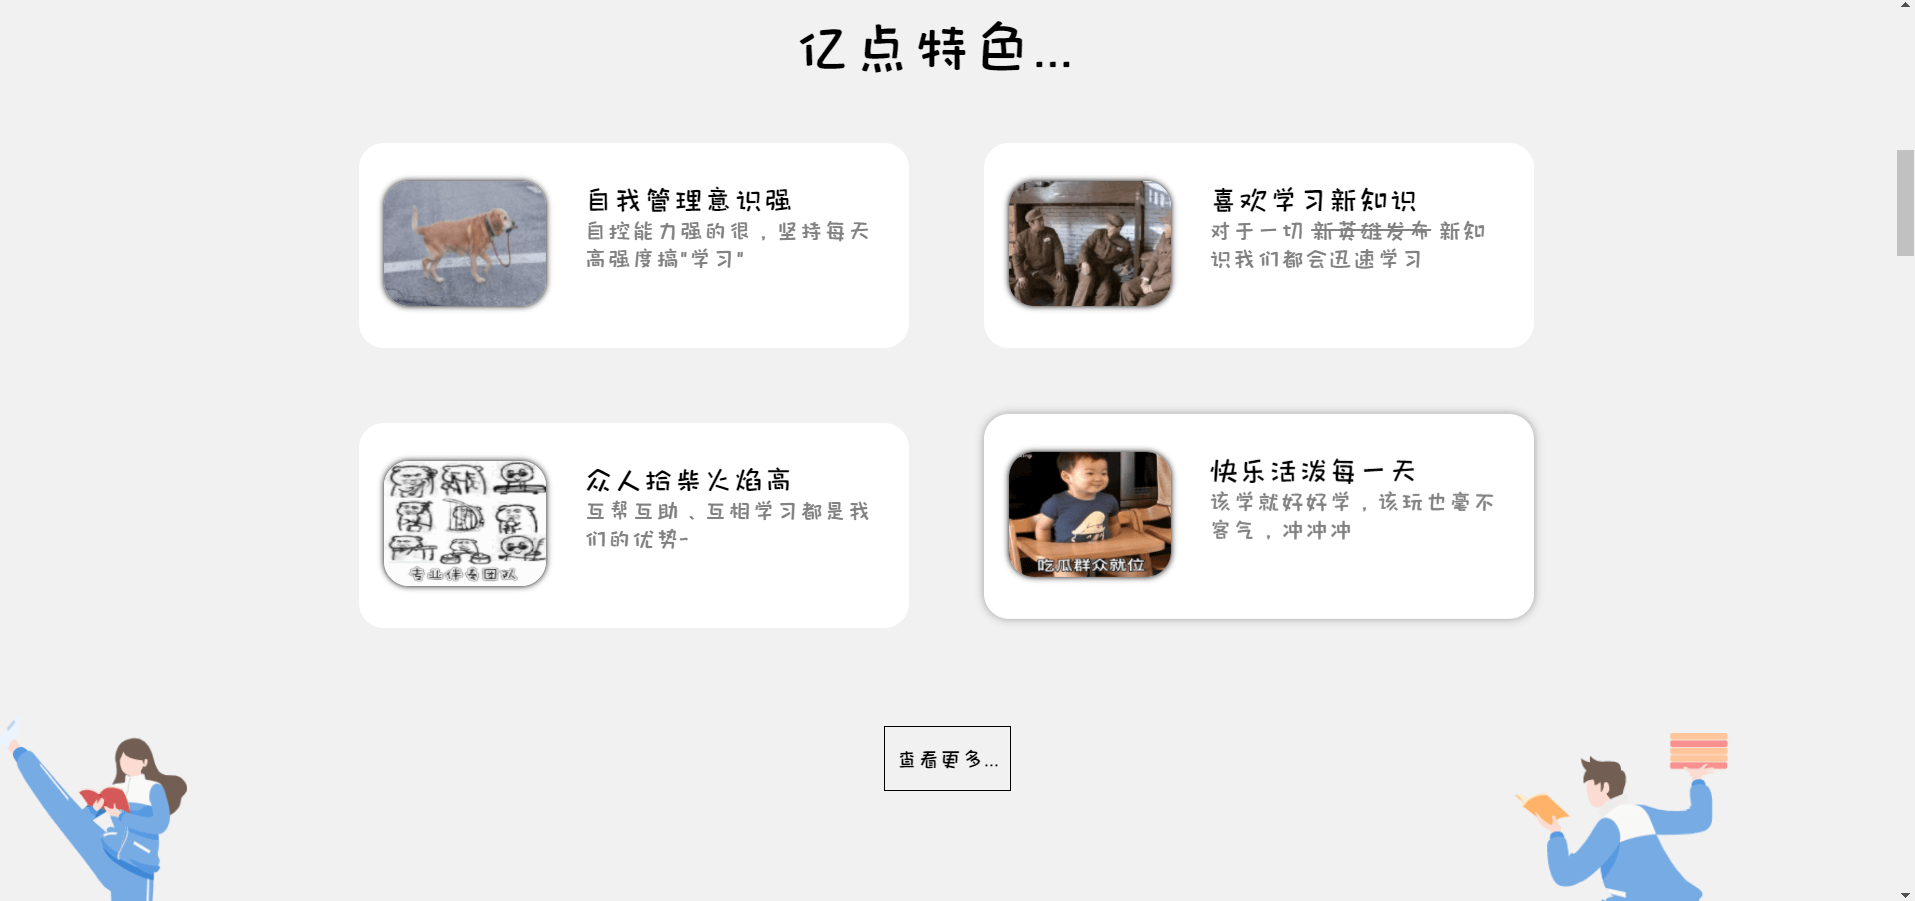 亿点特色...
自我管理意识强
自控能力强的很，坚持每天
高强度搞"学习"
喜欢学习新知识
对于一切 新英雄发布 新知
识我们都会迅速学习
众人拾柴火焰高
互帮互助、互相学习都是我
们的优势~
专业伴奏团队
快乐活泼每一天
该学就好好学，该玩也毫不
客气，冲冲冲
吃瓜群众就位
查看更多...